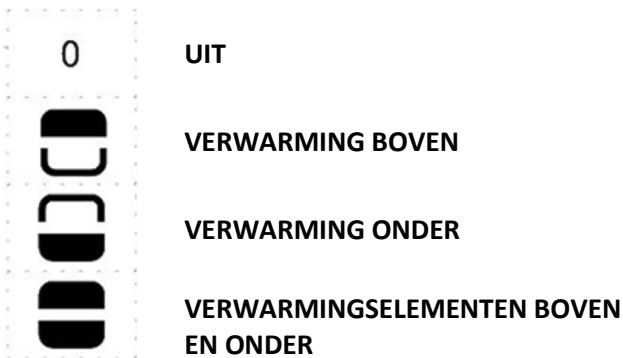 0 UIT
VERWARMING BOVEN
VERWARMING ONDER
VERWARMINGSELEMENTEN BOVEN
EN ONDER